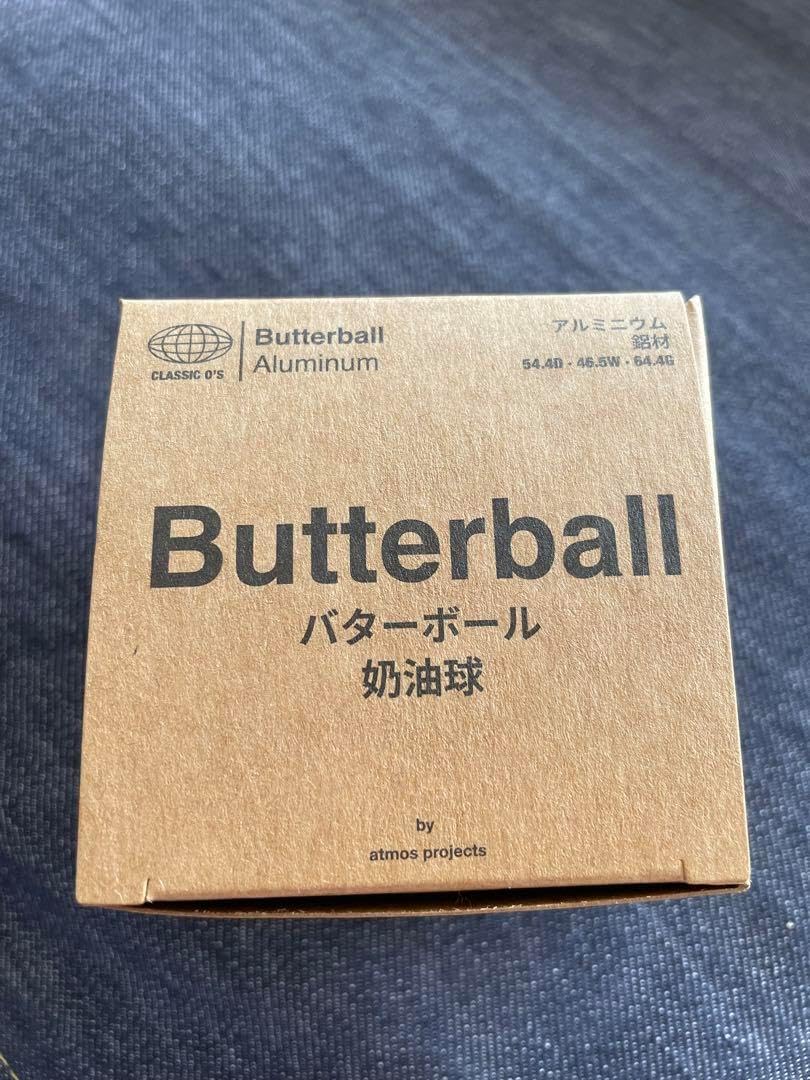 CLASSIC O'S
Butterball
Aluminum
アルミニウム
鋁材
54.4D · 46.5W · 64.4G
Butterball
バターボール
奶油球
by
atmos projects